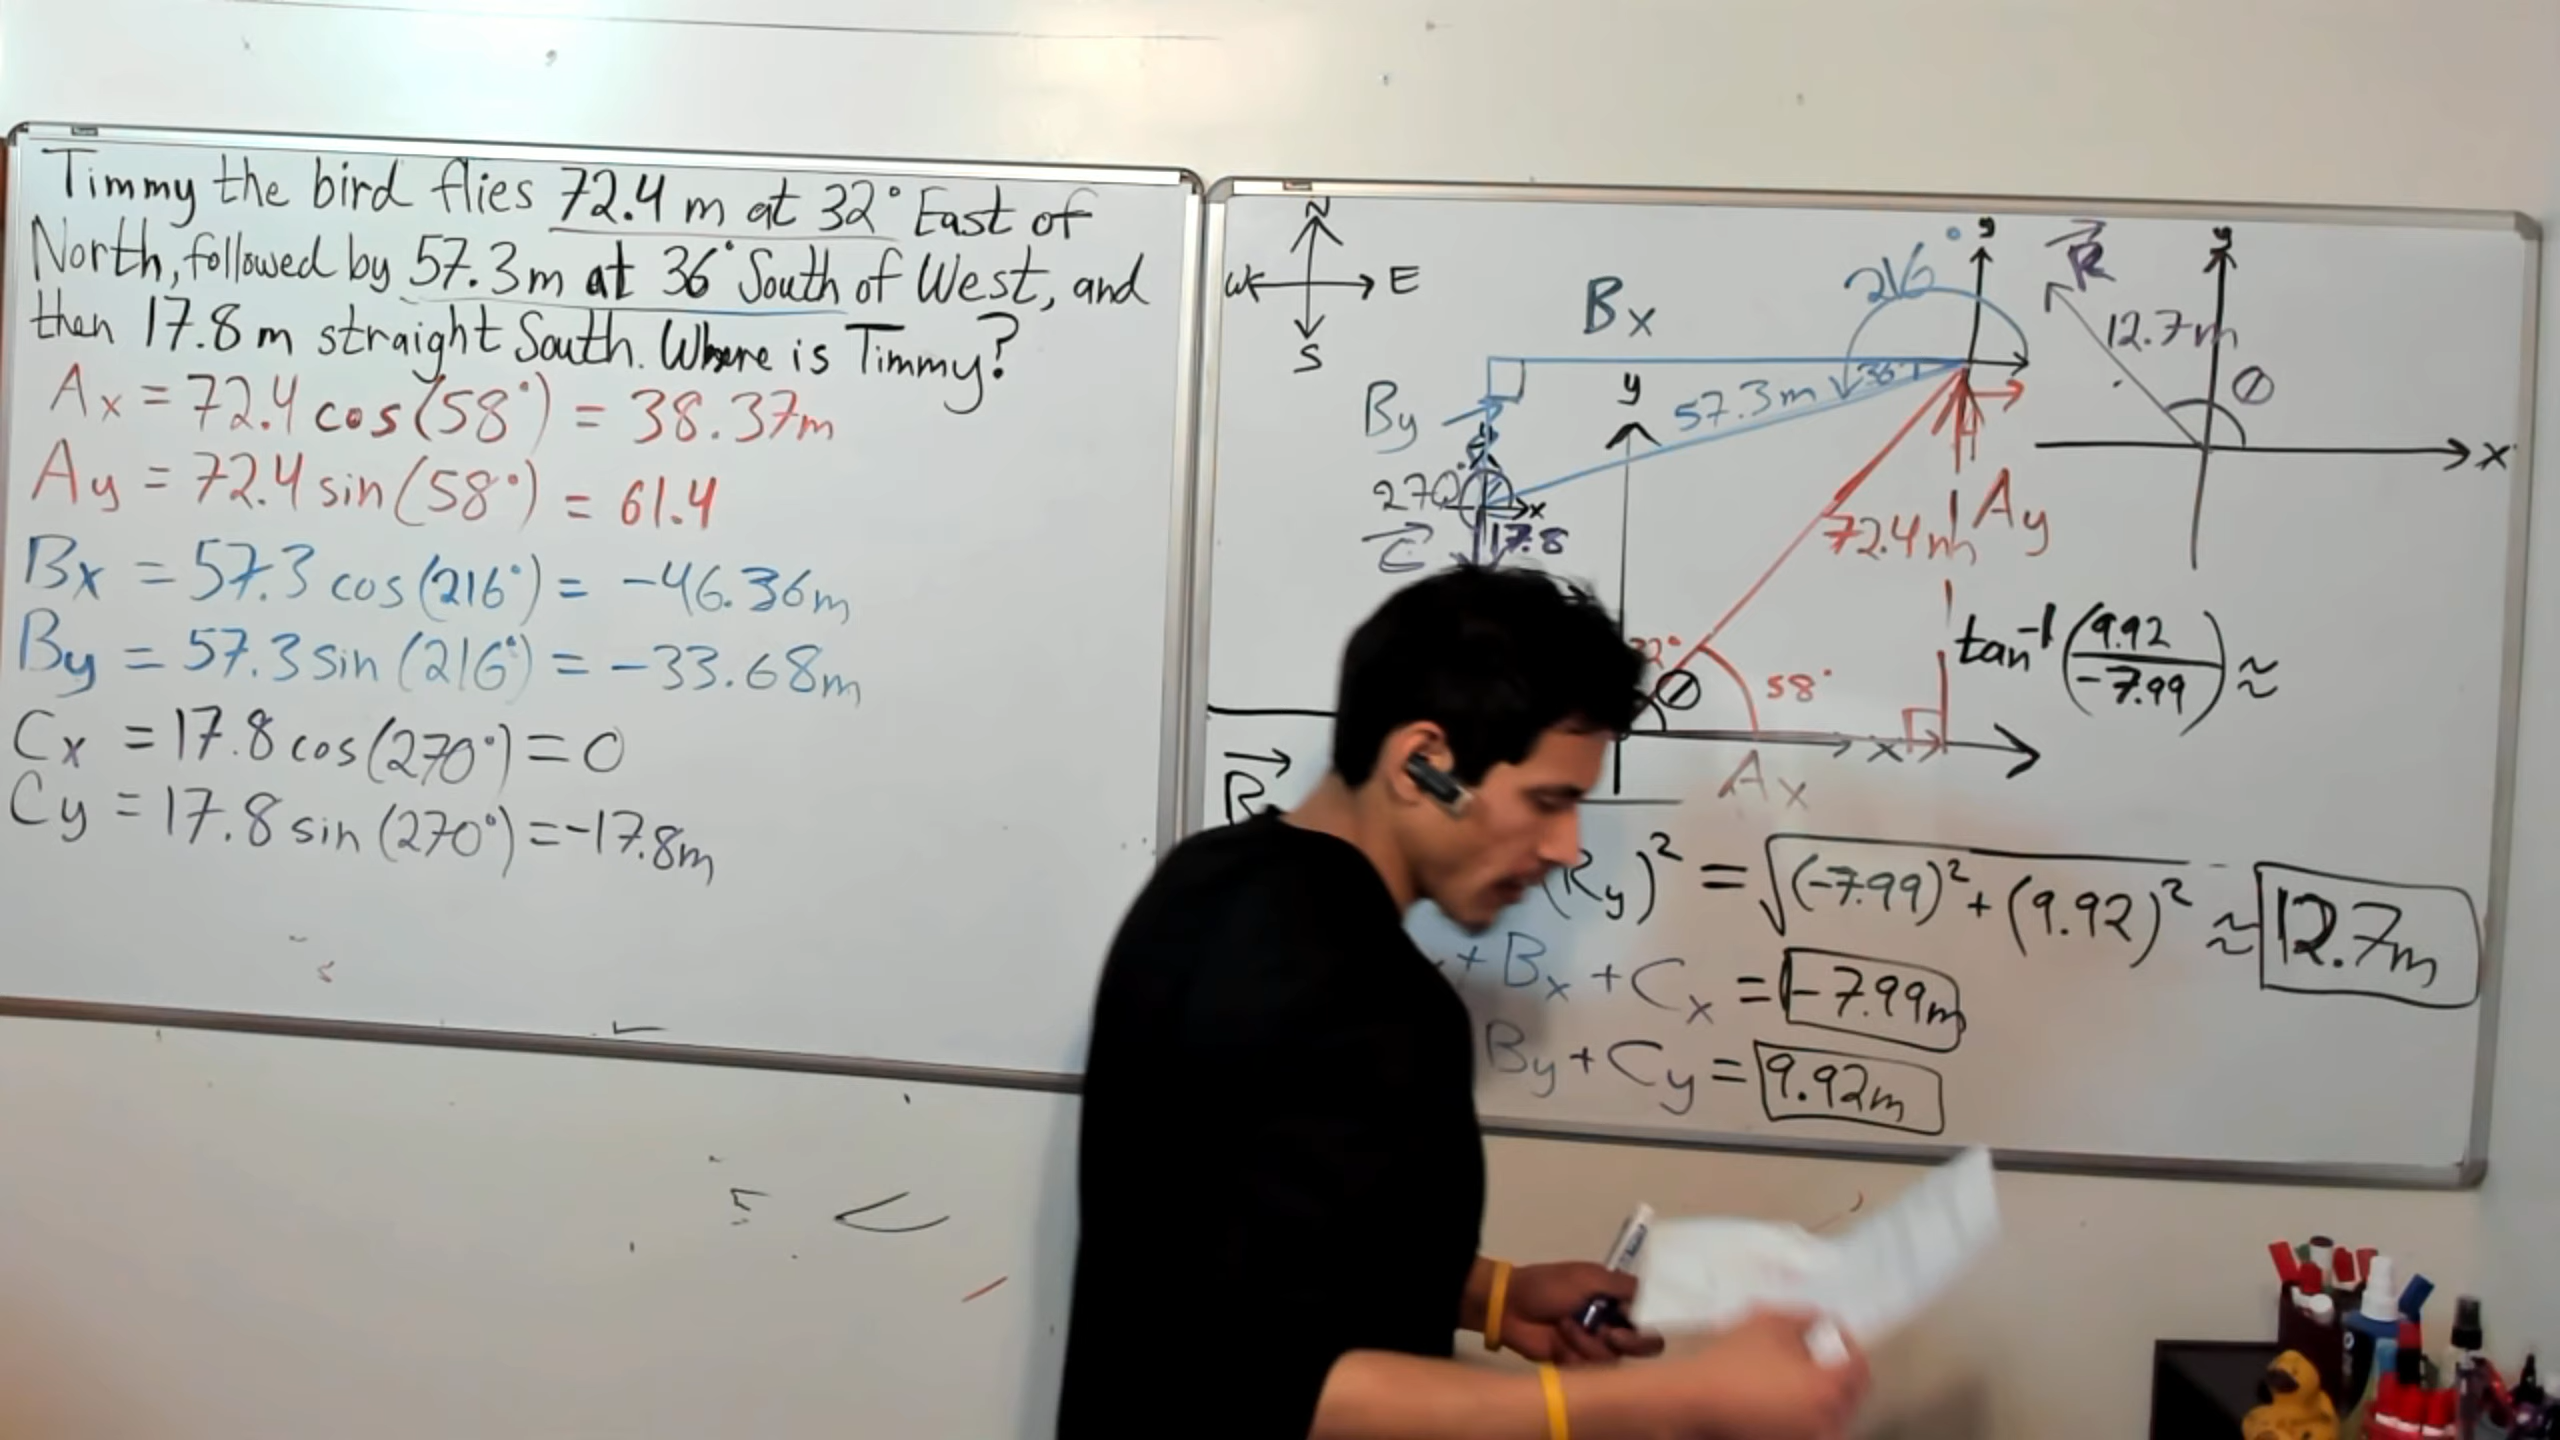 Timmy the bird flies 72.4 m at 32° East of
North, followed by 57.3m at 36° South of West, and
then 17.8 m straight South. Where is Timmy?
Ax = 72.4 cos(58°) = 38.37m
Ay = 72.4 sin(58°) = 61.4
Bx = 57.3 cos(216°) = -46.36m
By = 57.3 sin(216°) = -33.68m
Cx = 17.8 cos(270°) = 0
Cy = 17.8 sin(270°) = -17.8m
N
W
E
S
Bx
By
216°
y
36°
57.3m
y
270°
x
C
17.8
72.4m
Ay
58°
x
Ax
R
12.7m
y
θ
x
θ
tan⁻¹(9.92/-7.99) ≈
R
(Ry)² = √(-7.99)² + (9.92)² ≈ 12.7m
+ Bx + Cx = -7.99m
By + Cy = 9.92m